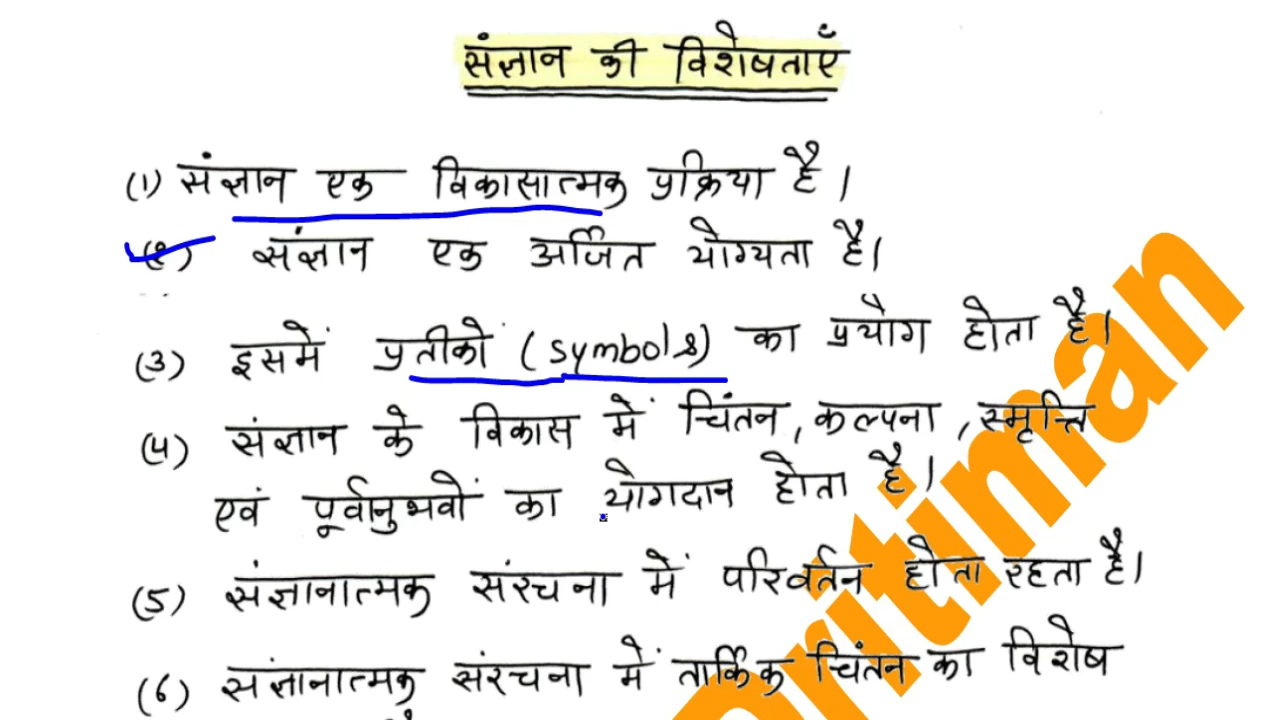 संज्ञान की विशेषताएँ
(1) संज्ञान एक विकासात्मक प्रक्रिया है।
(2) संज्ञान एक अर्जित योग्यता है।
(3) इसमें प्रतीकों (Symbols) का प्रयोग होता है।
(4) संज्ञान के विकास में चिंतन, कल्पना, स्मृत्ति
एवं पूर्वानुभवों का योगदान होता है।
(5) संज्ञानात्मक संरचना में परिवर्तन होता रहता है।
(6) संज्ञानात्मक संरचना में तार्किक चिंतन का विशेष
pritiman